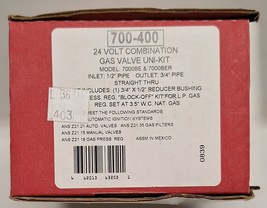 700-400
24 VOLT COMBINATION
GAS VALVE UNI-KIT
MODEL: 7000BE & 7000BER
INLET: 1/2" PIPE OUTLET: 3/4" PIPE
STRAIGHT THRU
INCLUDES: (1) 3/4" X 1/2" REDUCER BUSHING
PRESS. REG "BLOCK-OFF" KIT FOR L.P. GAS
REG. SET AT 3.5" W.C. NAT. GAS
MEET THE FOLLOWING STANDARDS
AUTOMATIC IGNITION SYSTEMS
ANS Z21.21 AUTO. VALVES ANS Z21.35 GAS FILTERS
ANS Z21.15 MANUAL VALVES
ANS Z21.18 GAS PRESS. REG. ASSM IN MEXICO
403
0839